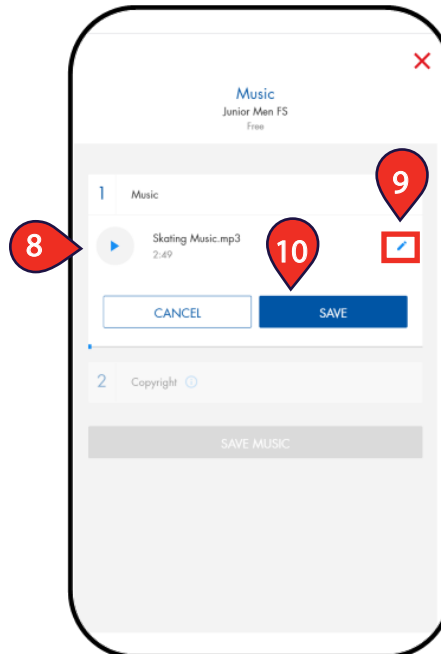 Music
Junior Men FS
Free
1 Music
9
8
Skating Music.mp3
2:49
10
CANCEL SAVE
2 Copyright
SAVE MUSIC